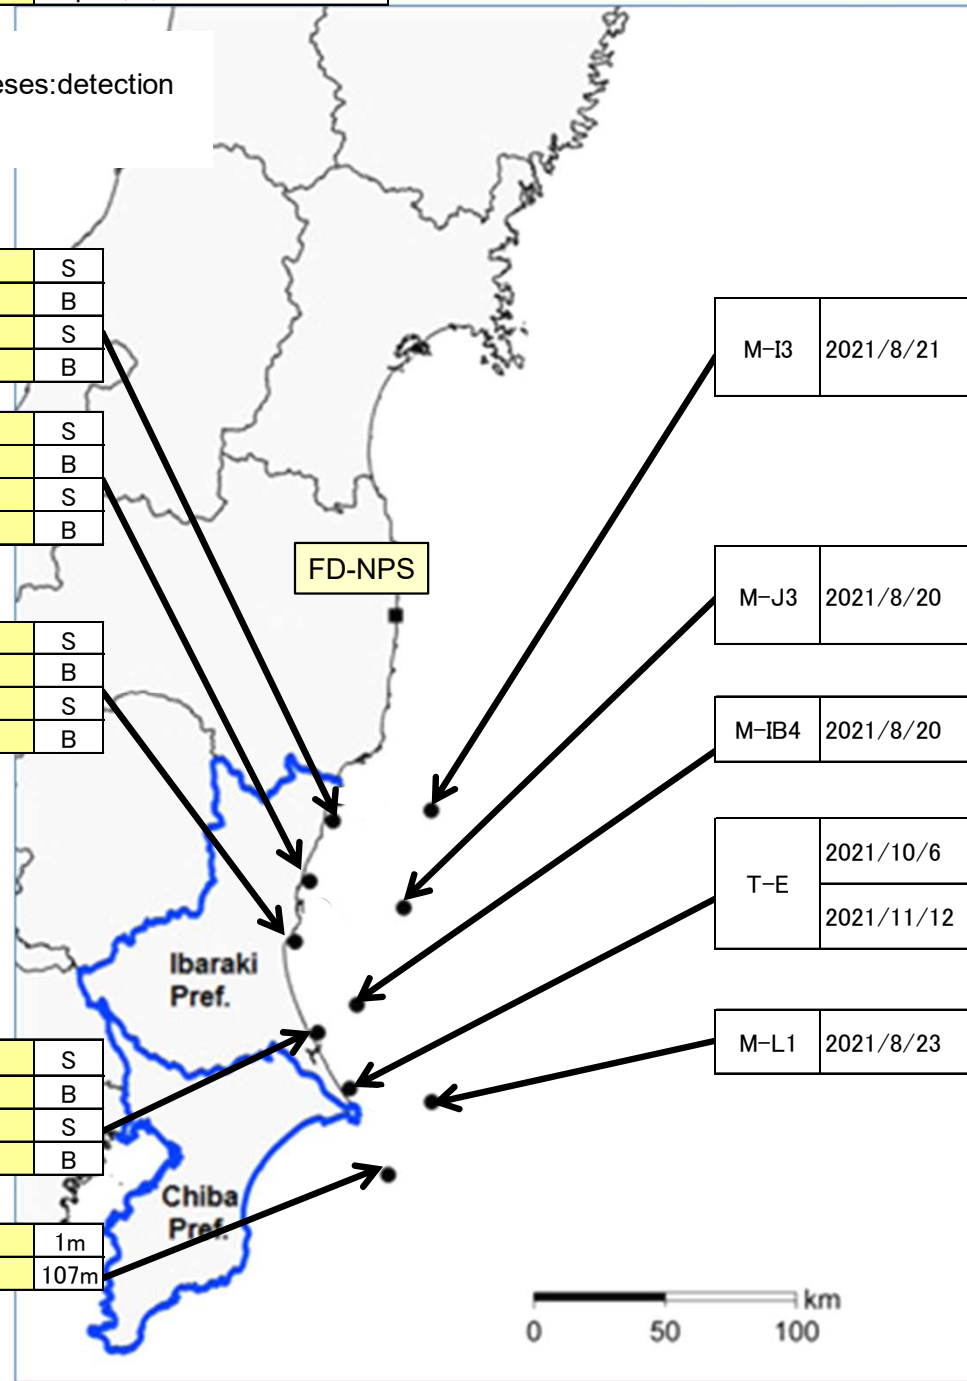 eses:detection
S
B
S
B
S
B
S
B
S
B
S
B
S
B
S
B
1m
107m
FD-NPS
M-I3 2021/8/21
M-J3 2021/8/20
M-IB4 2021/8/20
T-E 2021/10/6
2021/11/12
M-L1 2021/8/23
Ibaraki
Pref.
Chiba
Pref.
km
0 50 100